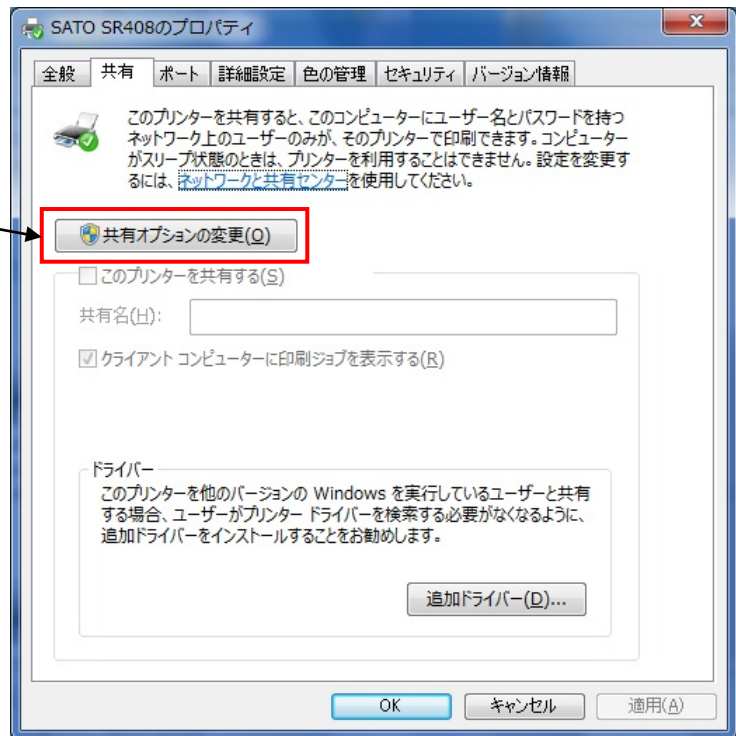 SATO SR408のプロパティ
全般 共有 ポート 詳細設定 色の管理 セキュリティ バージョン情報
このプリンターを共有すると、このコンピューターにユーザー名とパスワードを持つ
ネットワーク上のユーザーのみが、そのプリンターで印刷できます。コンピューター
がスリープ状態のときは、プリンターを利用することはできません。設定を変更す
るには、ネットワークと共有センターを使用してください。
共有オプションの変更(O)
このプリンターを共有する(S)
共有名(H):
クライアント コンピューターに印刷ジョブを表示する(R)
ドライバー
このプリンターを他のバージョンの Windows を実行しているユーザーと共有
する場合、ユーザーがプリンター ドライバーを検索する必要がなくなるように、
追加ドライバーをインストールすることをお勧めします。
追加ドライバー(D)...
OK キャンセル 適用(A)